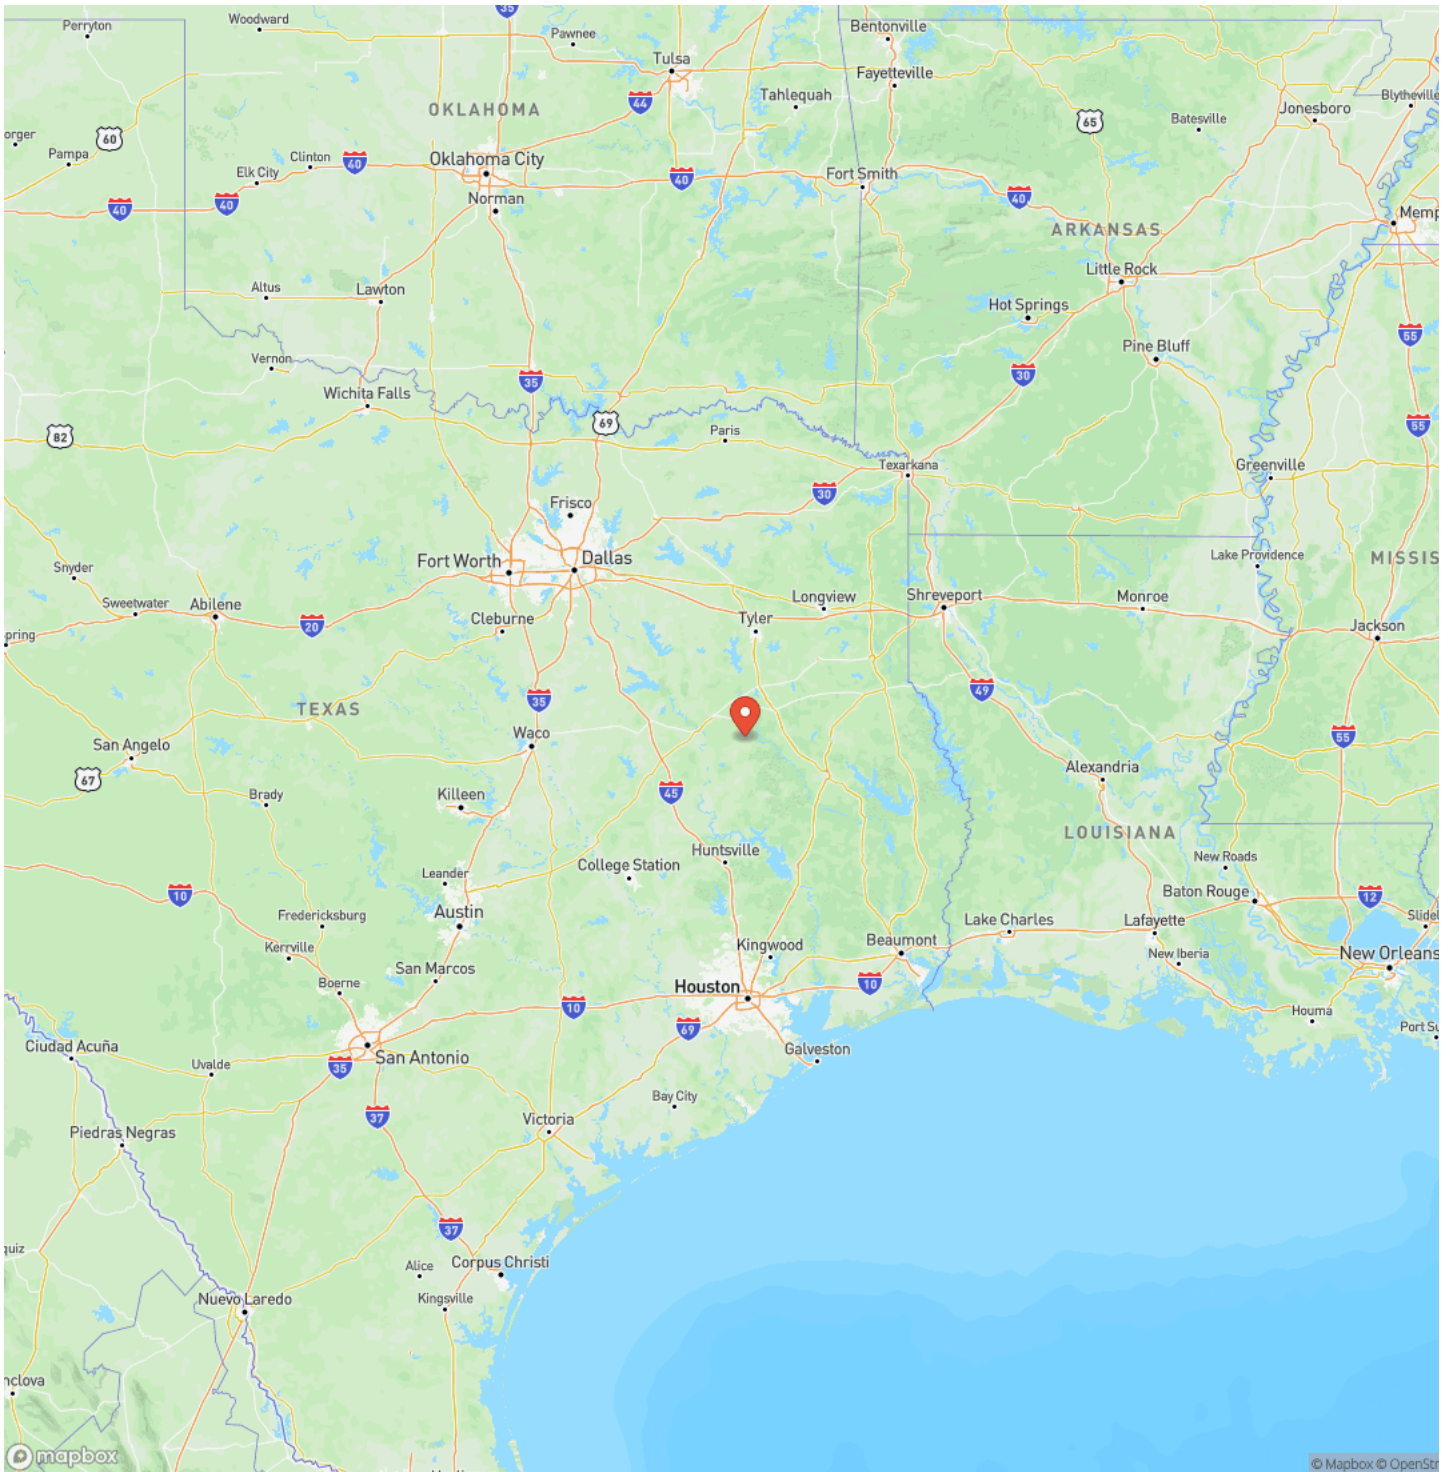 35
Perryton
Woodward
Pawnee
Bentonville
Tulsa
Fayetteville
OKLAHOMA
44
Tahlequah
65
Jonesboro
Blytheville
Batesville
60
orger
Pampa
Clinton
40
Oklahoma City
Elk City
40
Fort Smith
40
40
40
Norman
ARKANSAS
Memp
Little Rock
Altus
Lawton
Hot Springs
55
Pine Bluff
Vernon
35
30
Wichita Falls
69
82
Paris
55
Texarkana
Greenville
30
Frisco
Fort Worth
Dallas
Lake Providence
MISSIS
Snyder
Sweetwater
Abilene
Longview
Shreveport
Monroe
Cleburne
Tyler
20
Jackson
pring
49
35
TEXAS
Waco
San Angelo
55
67
Alexandria
Brady
Killeen
45
LOUISIANA
Huntsville
New Roads
College Station
Leander
10
Baton Rouge
12
Austin
Fredericksburg
Lake Charles
Lafayette
Slidel
Kerrville
Kingwood
Beaumont
New Iberia
New Orleans
San Marcos
Boerne
Houston
10
10
Houma
69
Port Su
Ciudad Acuña
San Antonio
Galveston
Uvalde
35
Bay City
37
Victoria
Piedras Negras
37
quiz
Alice
Corpus Christi
Nuevo Laredo
Kingsville
nclova
mapbox
© Mapbox © OpenStr